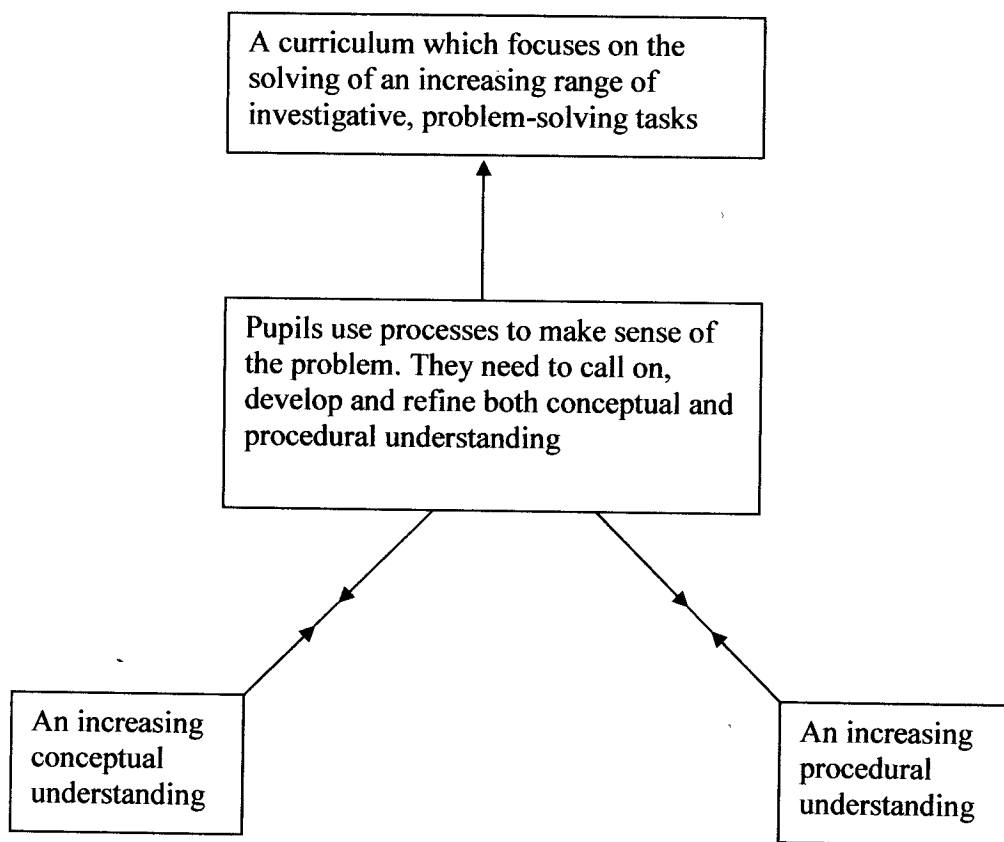 A curriculum which focuses on the
solving of an increasing range of
investigative, problem-solving tasks
Pupils use processes to make sense of
the problem. They need to call on,
develop and refine both conceptual and
procedural understanding
An increasing
conceptual
understanding
An increasing
procedural
understanding